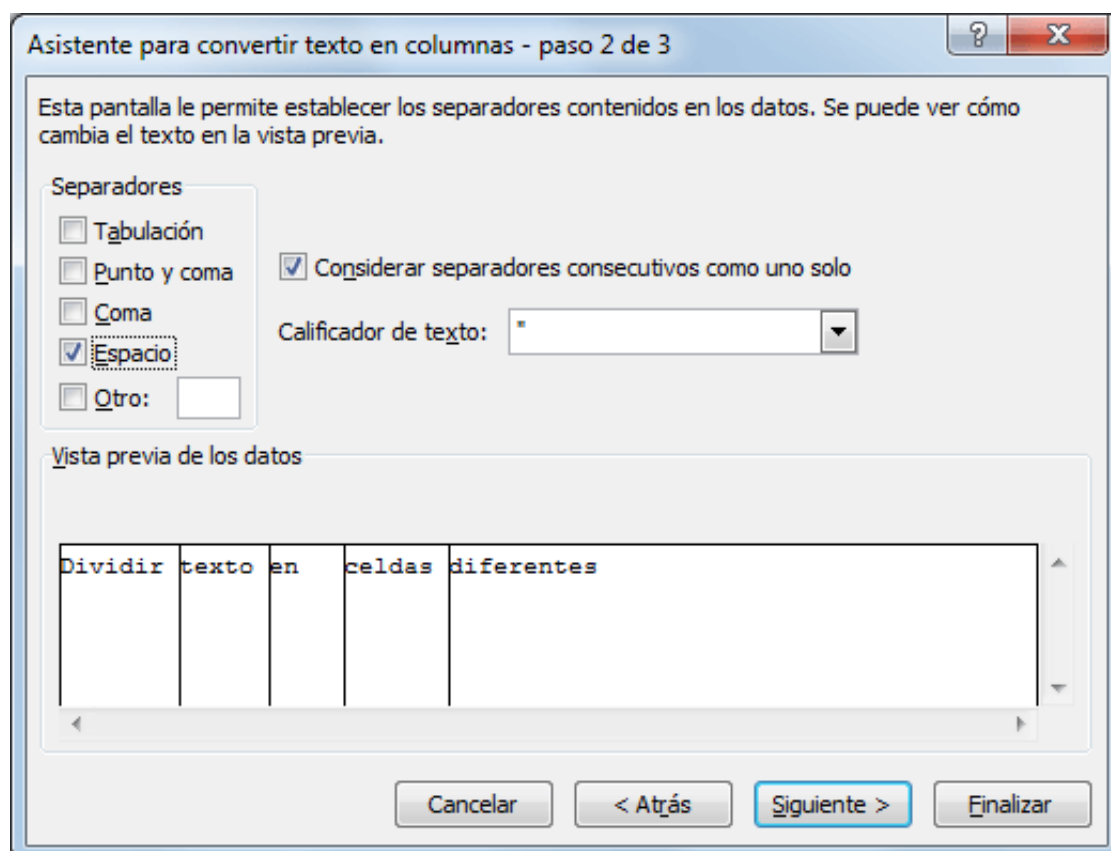 Asistente para convertir texto en columnas - paso 2 de 3
Esta pantalla le permite establecer los separadores contenidos en los datos. Se puede ver cómo
cambia el texto en la vista previa.
Separadores
Tabulación
Punto y coma
Coma
Espacio
Otro:
Considerar separadores consecutivos como uno solo
Calificador de texto: "
Vista previa de los datos
Dividir texto en celdas diferentes
Cancelar < Atrás Siguiente > Finalizar